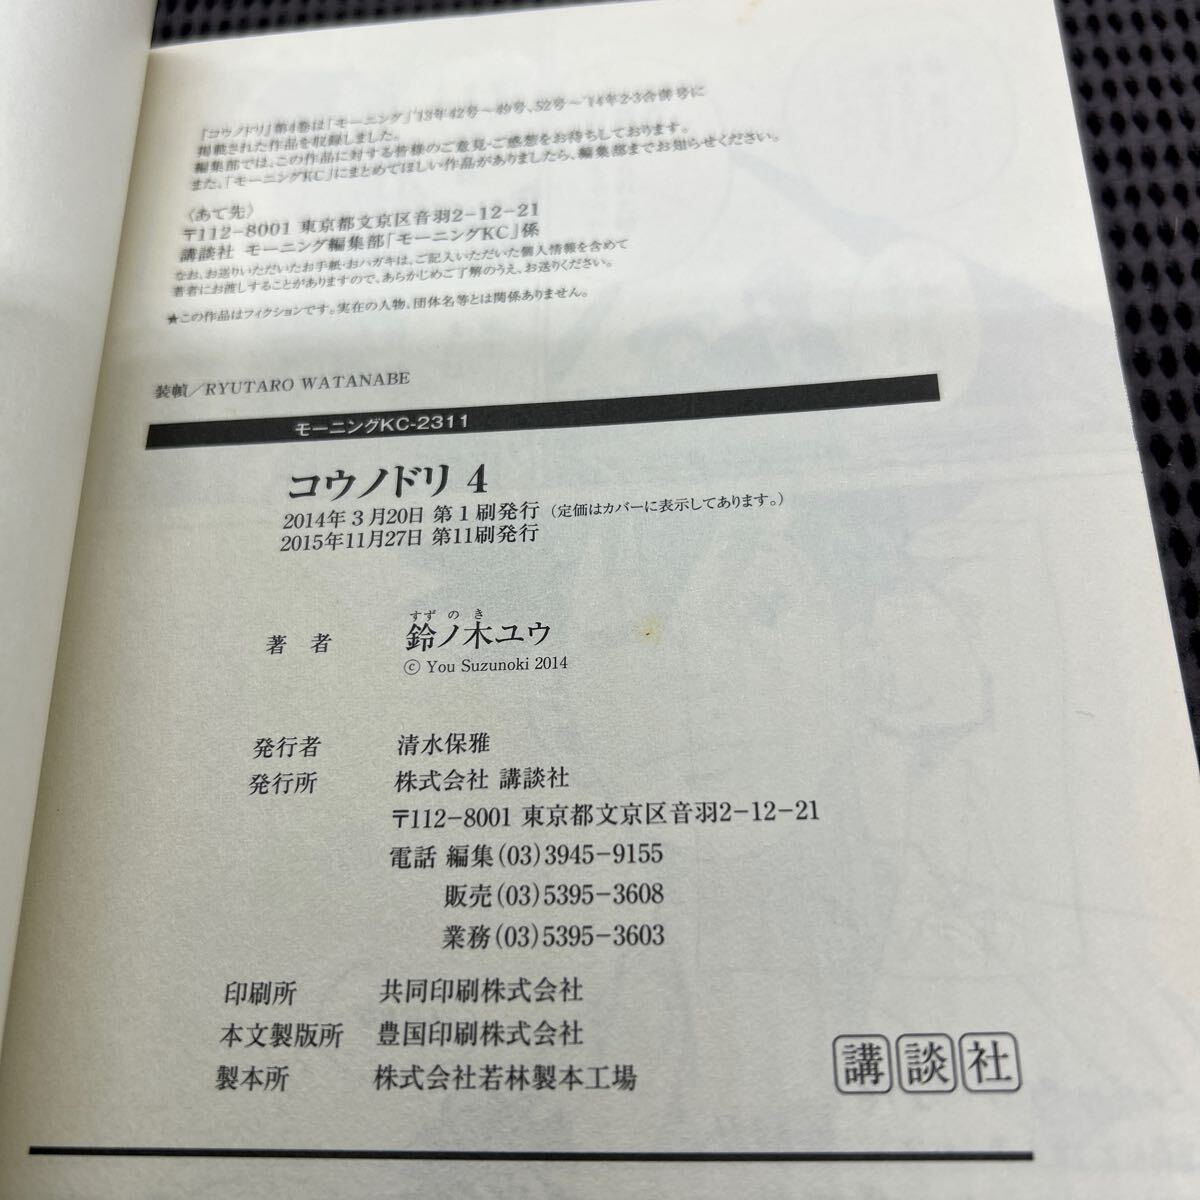 『コウノドリ』第4巻は「モーニング」'13年42号～49号、52号～'14年2・3合併号に
掲載された作品を収録しました。
編集部では、この作品に対する皆様のご意見・ご感想をお待ちしております。
また、「モーニングKC」にまとめてほしい作品がありましたら、編集部までお知らせください。
〈あて先〉
〒112-8001 東京都文京区音羽2-12-21
講談社 モーニング編集部「モーニングKC」係
なお、お送りいただいたお手紙・おハガキは、ご記入いただいた個人情報を含めて
著者にお渡しすることがありますので、あらかじめご了解のうえ、お送りください。
★この作品はフィクションです。実在の人物、団体名等とは関係ありません。
装幀／RYUTARO WATANABE
モーニングKC-2311
コウノドリ 4
2014年3月20日 第1刷発行 (定価はカバーに表示してあります。)
2015年11月27日 第11刷発行
すずのき
著者 鈴ノ木ユウ
© You Suzunoki 2014
発行者 清水保雅
発行所 株式会社 講談社
〒112-8001 東京都文京区音羽2-12-21
電話 編集(03)3945-9155
販売(03)5395-3608
業務(03)5395-3603
印刷所 共同印刷株式会社
本文製版所 豊国印刷株式会社
製本所 株式会社若林製本工場
講談社